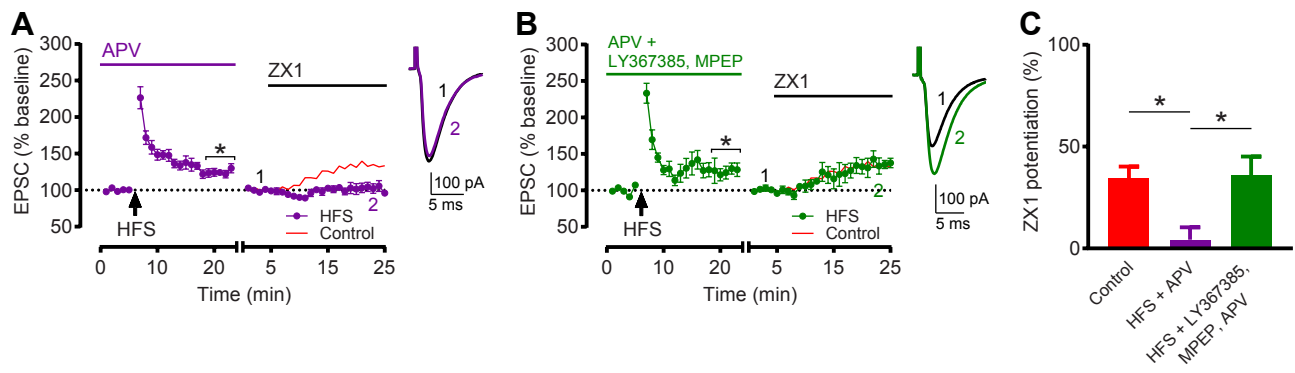 A
EPSC (% baseline)
300
250
200
150
100
50
APV
ZX1
*
1
2
HFS
HFS
Control
0
10
20
5
15
25
Time (min)
1
2
100 pA
5 ms
B
EPSC (% baseline)
300
250
200
150
100
50
APV +
LY367385, MPEP
ZX1
*
1
2
HFS
HFS
Control
0
10
20
5
15
25
Time (min)
1
2
100 pA
5 ms
C
ZX1 potentiation (%)
100
50
0
*
*
Control
HFS + APV
HFS + LY367385,
MPEP, APV